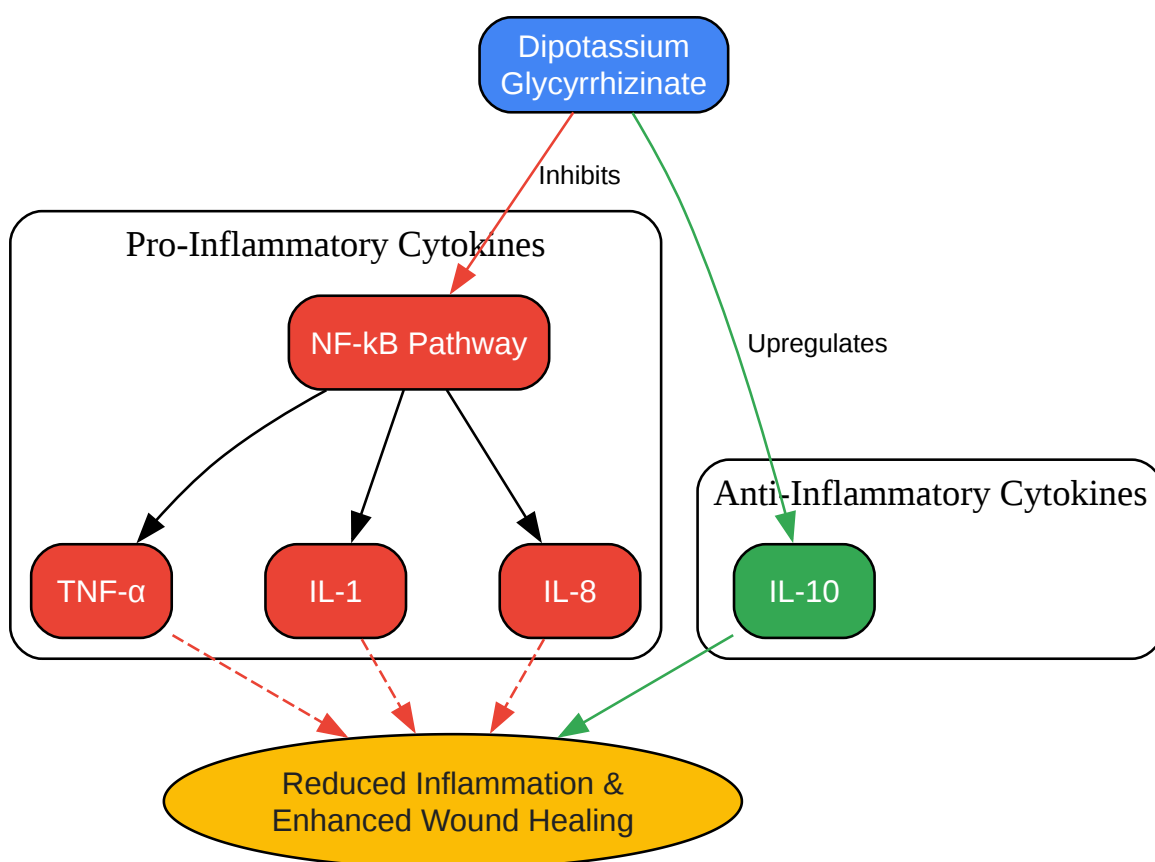 Dipotassium
Glycyrrhizinate
Inhibits
Pro-Inflammatory Cytokines
NF-kB Pathway
Upregulates
Anti-Inflammatory Cytokines
TNF-α
IL-1
IL-8
IL-10
Reduced Inflammation &
Enhanced Wound Healing